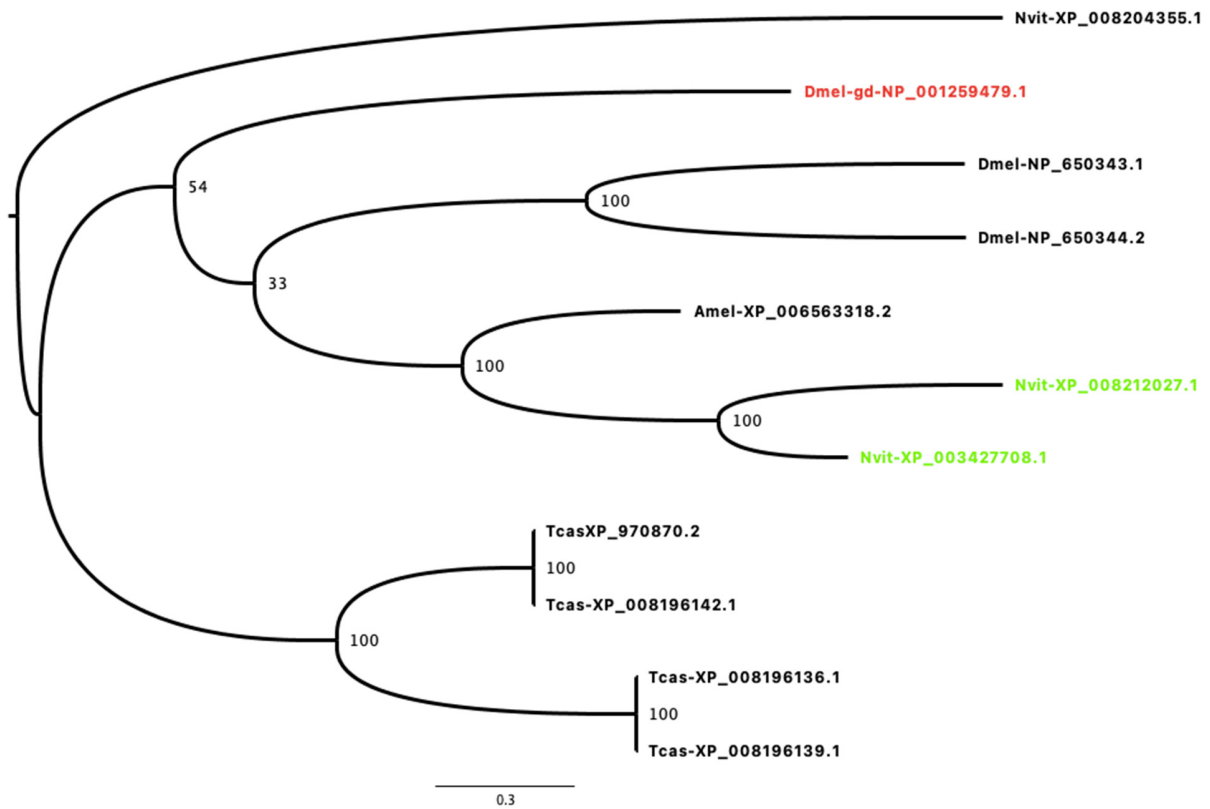 Nvit-XP_008204355.1
Dmel-gd-NP_001259479.1
Dmel-NP_650343.1
54
100
Dmel-NP_650344.2
33
Amel-XP_006563318.2
100
Nvit-XP_008212027.1
100
Nvit-XP_003427708.1
TcasXP_970870.2
100
Tcas-XP_008196142.1
100
Tcas-XP_008196136.1
100
Tcas-XP_008196139.1
0.3